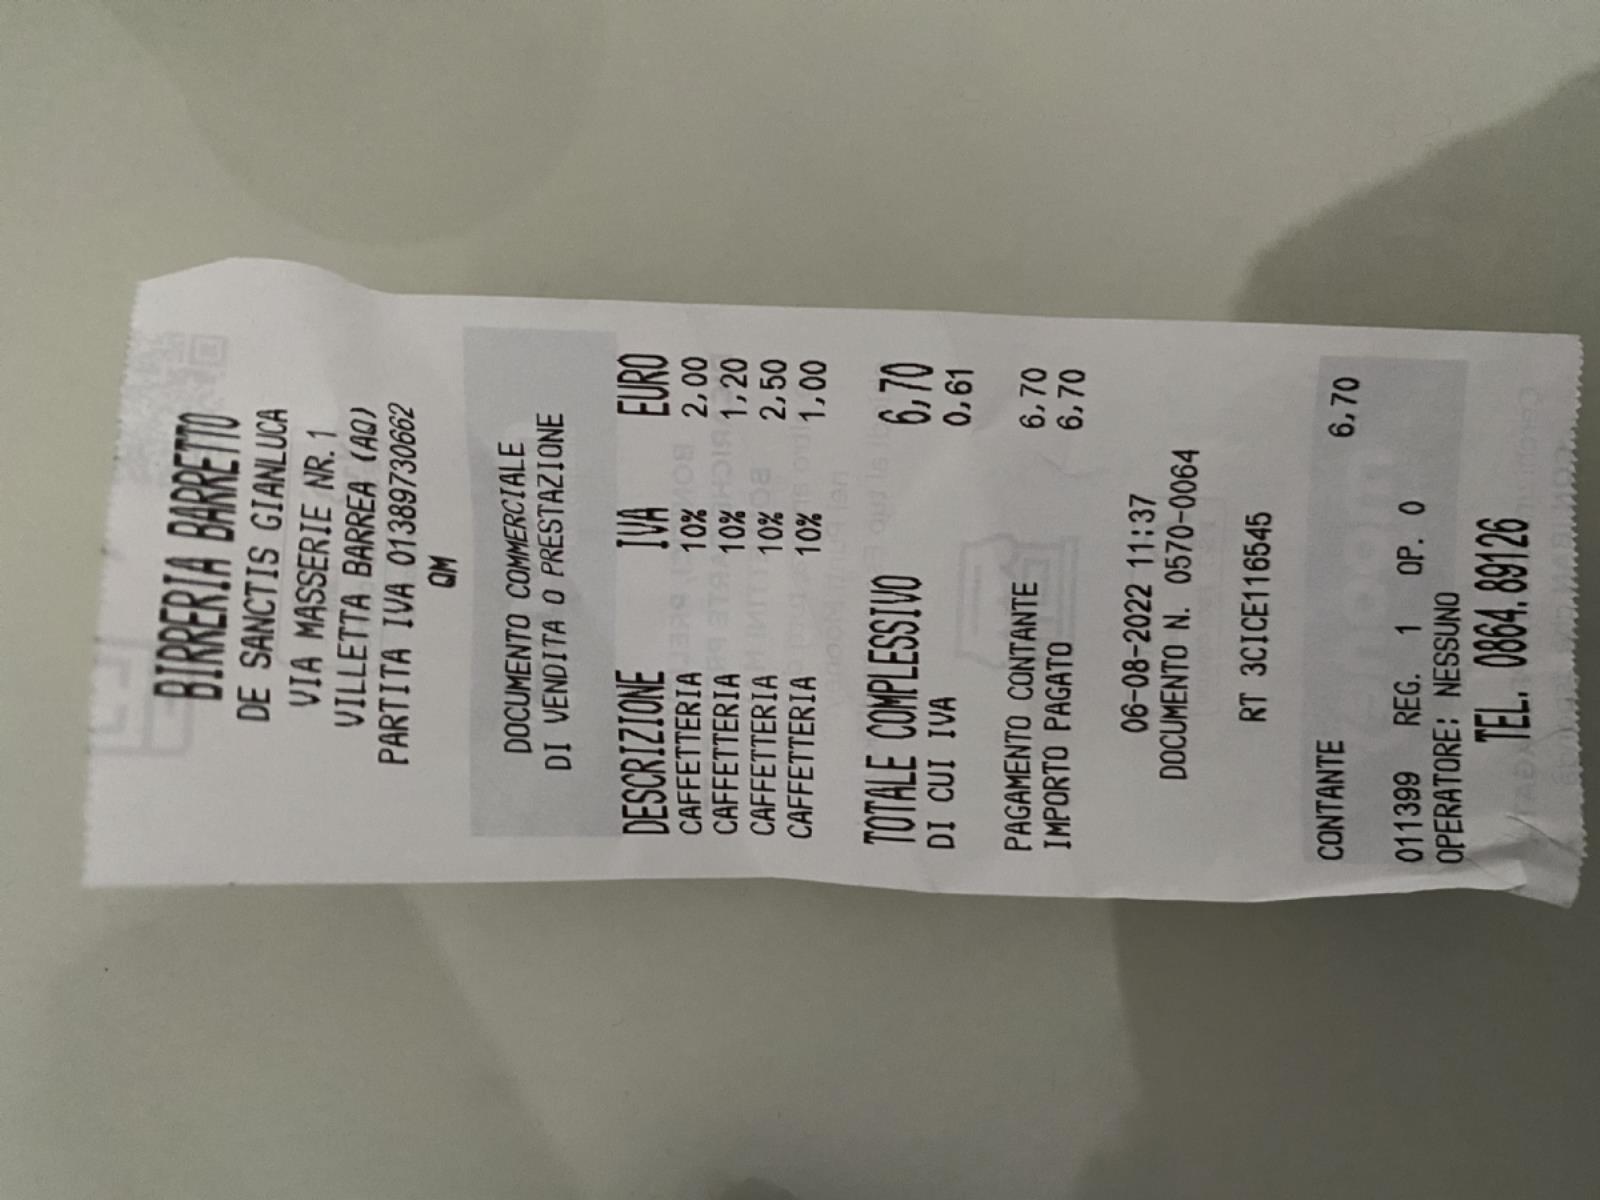 BIRRERIA BARRETTO
DE SANCTIS GIANLUCA
VIA MASSERIE NR. 1
VILLETTA BARREA (AQ)
PARTITA IVA 01389730662
QM
DOCUMENTO COMMERCIALE
DI VENDITA O PRESTAZIONE
DESCRIZIONE IVA EURO
CAFFETTERIA 10% 2,00
CAFFETTERIA 10% 1,20
CAFFETTERIA 10% 2,50
CAFFETTERIA 10% 1,00
TOTALE COMPLESSIVO 6,70
DI CUI IVA 0,61
PAGAMENTO CONTANTE 6,70
IMPORTO PAGATO 6,70
06-08-2022 11:37
DOCUMENTO N. 0570-0064
RT 3CICE116545
CONTANTE 6,70
011399 REG. 1 OP. 0
OPERATORE: NESSUNO
TEL. 0864.89126